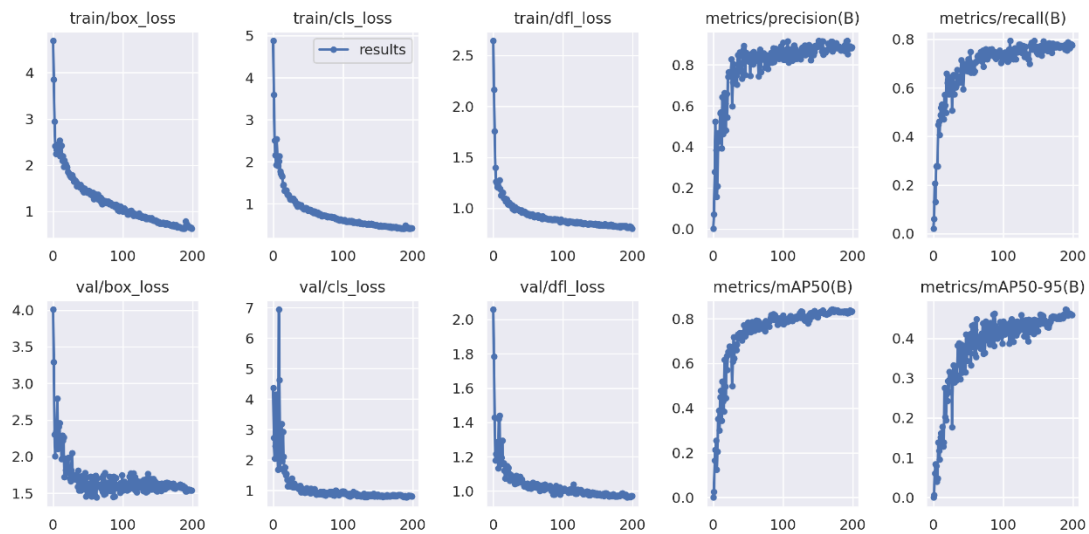 train/box_loss
train/cls_loss
train/dfl_loss
metrics/precision(B)
metrics/recall(B)
results
4
3
2
1
0 100 200
5
4
3
2
1
0 100 200
2.5
2.0
1.5
1.0
0 100 200
0.8
0.6
0.4
0.2
0.0
0 100 200
0.8
0.6
0.4
0.2
0.0
0 100 200
val/box_loss
val/cls_loss
val/dfl_loss
metrics/mAP50(B)
metrics/mAP50-95(B)
4.0
3.5
3.0
2.5
2.0
1.5
0 100 200
7
6
5
4
3
2
1
0 100 200
2.0
1.8
1.6
1.4
1.2
1.0
0 100 200
0.8
0.6
0.4
0.2
0.0
0 100 200
0.4
0.3
0.2
0.1
0.0
0 100 200